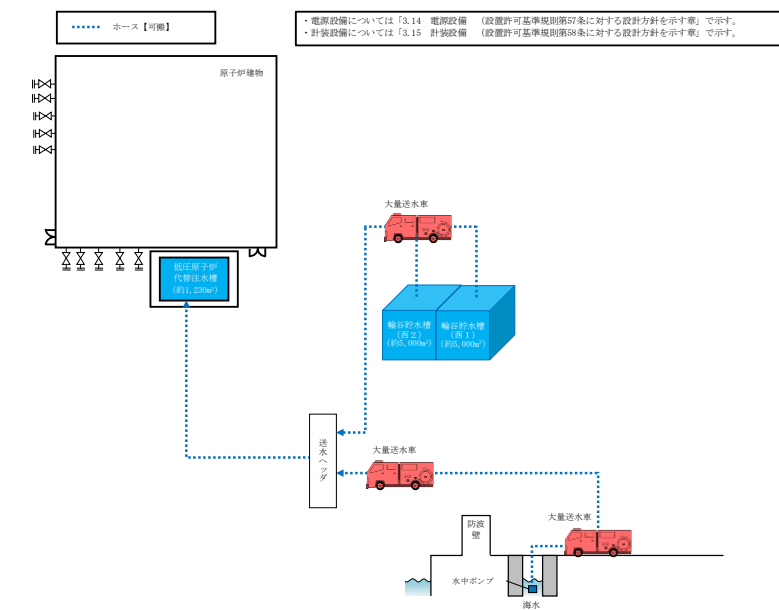 ホース【可搬】
・電源設備については「3.14　電源設備　（設置許可基準規則第57条に対する設計方針を示す章」で示す。
・計装設備については「3.15　計装設備　（設置許可基準規則第58条に対する設計方針を示す章」で示す。
原子炉建物
大量送水車
低圧原子炉
代替注水槽
(約1,230m³)
輪谷貯水槽
(西２)
(約5,000m³)
輪谷貯水槽
(西１)
(約5,000m³)
送水ヘッダ
大量送水車
大量送水車
防波
壁
水中ポンプ
海水